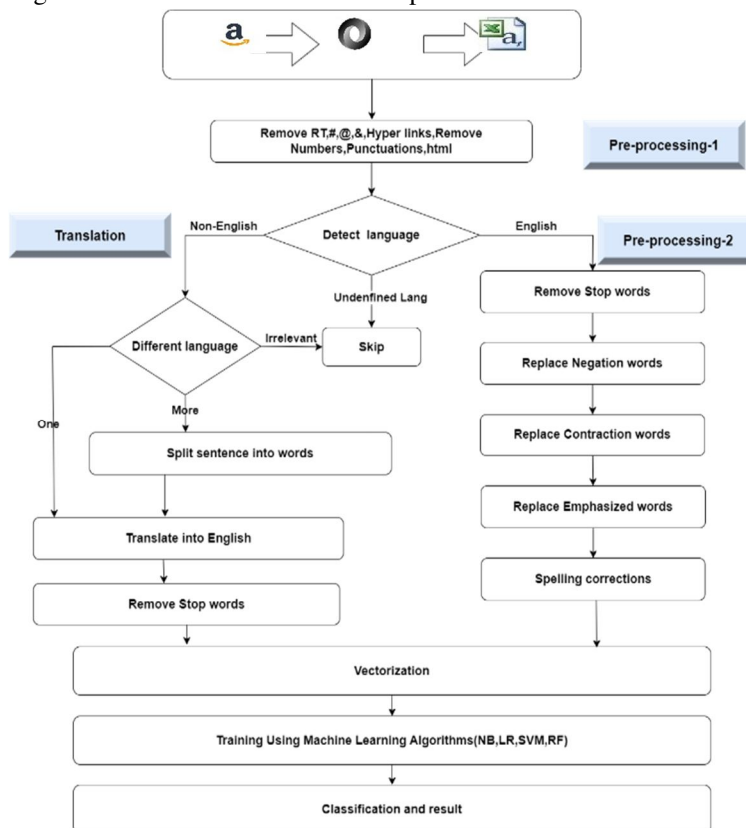 a
a,
Remove RT,#,@,&,Hyper links,Remove
Numbers,Punctuations,html
Pre-processing-1
Translation
Non-English
Detect language
English
Pre-processing-2
Undenfined Lang
Remove Stop words
Different language
Irrelevant
Skip
Replace Negation words
One
More
Split sentence into words
Replace Contraction words
Translate into English
Replace Emphasized words
Remove Stop words
Spelling corrections
Vectorization
Training Using Machine Learning Algorithms(NB,LR,SVM,RF)
Classification and result